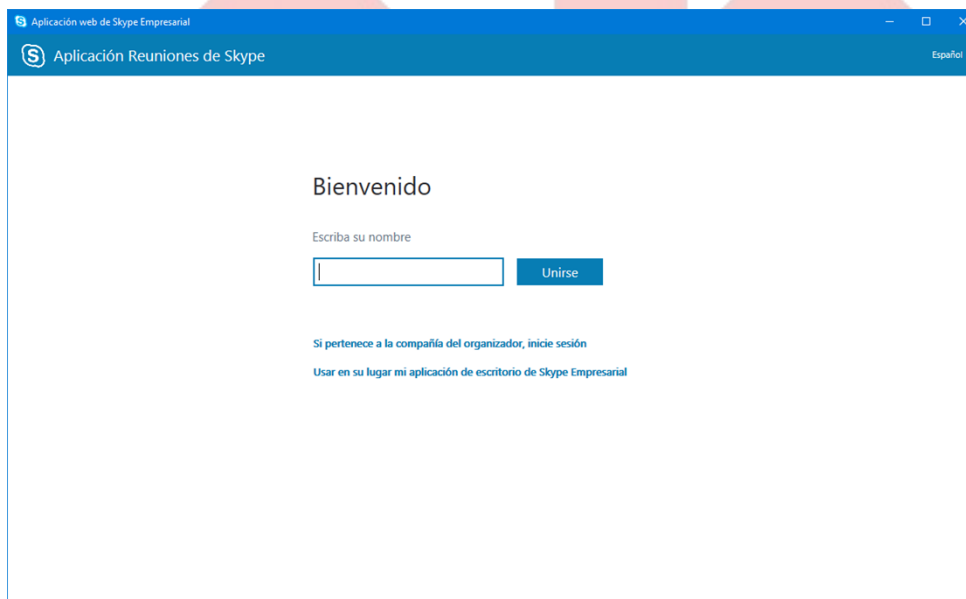 Aplicación web de Skype Empresarial
Aplicación Reuniones de Skype
Español
Bienvenido
Escriba su nombre
Unirse
Si pertenece a la compañía del organizador, inicie sesión
Usar en su lugar mi aplicación de escritorio de Skype Empresarial